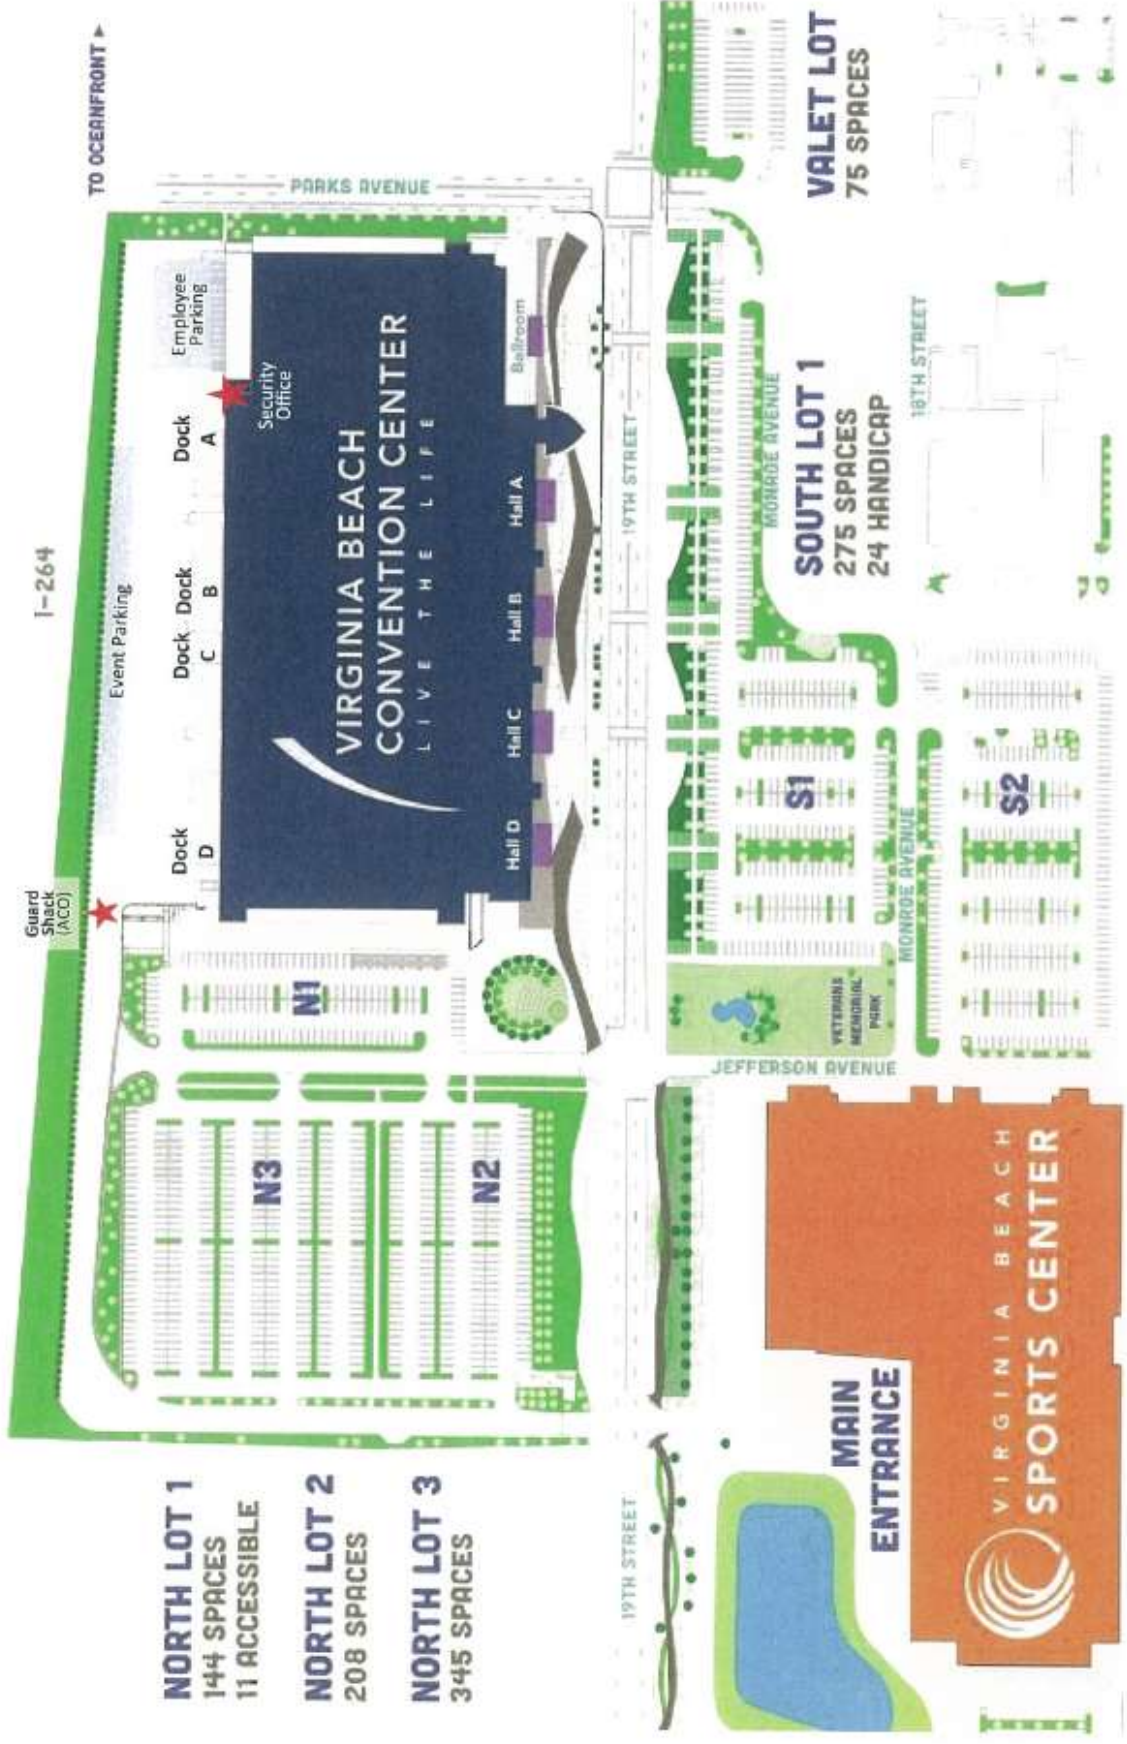 I-264
TO OCEANFRONT
Guard
Shack
(ACO)
Event Parking
Employee
Parking
PARKS AVENUE
Dock
D
Dock
C
Dock
B
Dock
A
Security
Office
VIRGINIA BEACH
CONVENTION CENTER
LIVE THE LIFE
Hall D
Hall C
Hall B
Hall A
Ballroom
N1
N3
N2
NORTH LOT 1
144 SPACES
11 ACCESSIBLE
NORTH LOT 2
208 SPACES
NORTH LOT 3
345 SPACES
19TH STREET
19TH STREET
JEFFERSON AVENUE
VETERANS
MEMORIAL
PARK
S1
MONROE AVENUE
MONROE AVENUE
S2
SOUTH LOT 1
275 SPACES
24 HANDICAP
18TH STREET
VALET LOT
75 SPACES
MAIN
ENTRANCE
VIRGINIA BEACH
SPORTS CENTER